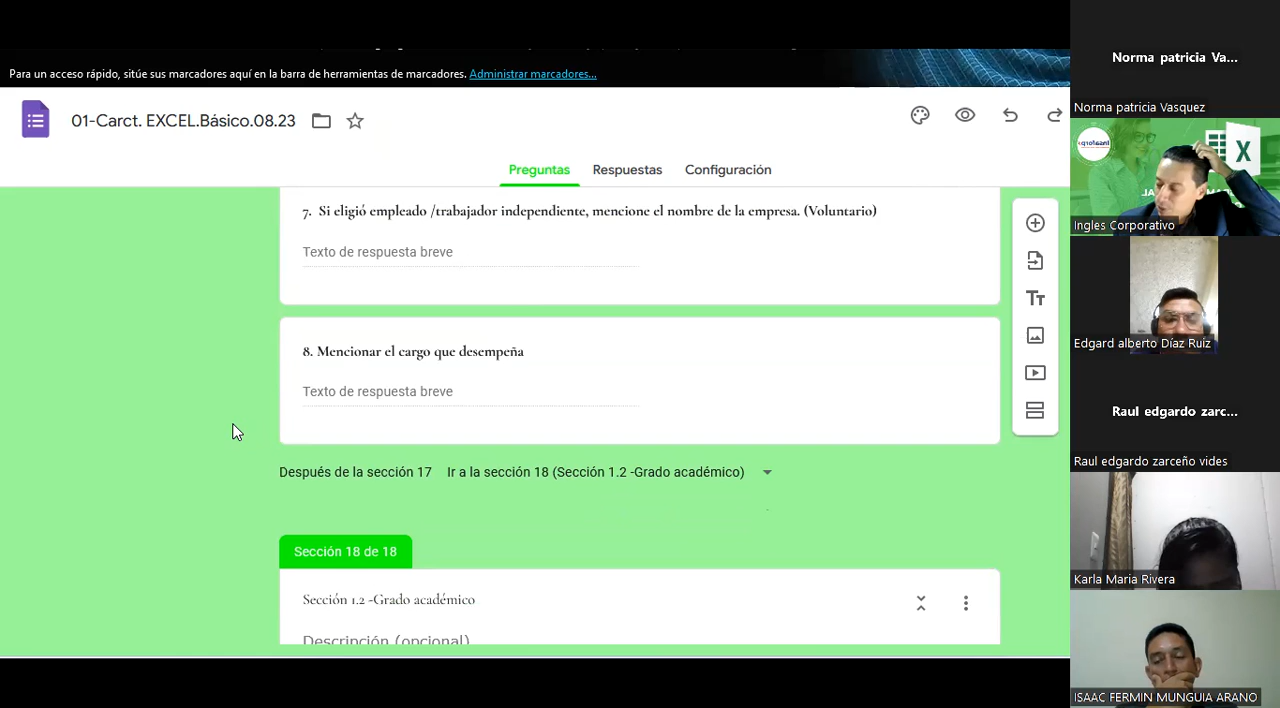 Para un acceso rápido, sitúe sus marcadores aquí en la barra de herramientas de marcadores. Administrar marcadores...
01-Carct. EXCEL.Básico.08.23
Preguntas
Respuestas
Configuración
7. Si eligió empleado /trabajador independiente, mencione el nombre de la empresa. (Voluntario)
Texto de respuesta breve
8. Mencionar el cargo que desempeña
Texto de respuesta breve
Después de la sección 17 Ir a la sección 18 (Sección 1.2 -Grado académico)
Sección 18 de 18
Sección 1.2 -Grado académico
Descripción (opcional)
Norma patricia Va...
Norma patricia Vasquez
X
Ingles Corporativo
Edgard alberto Díaz Ruiz
Raul edgardo zarc...
Raul edgardo zarceño vides
Karla Maria Rivera
ISAAC FERMIN MUNGUIA ARANO